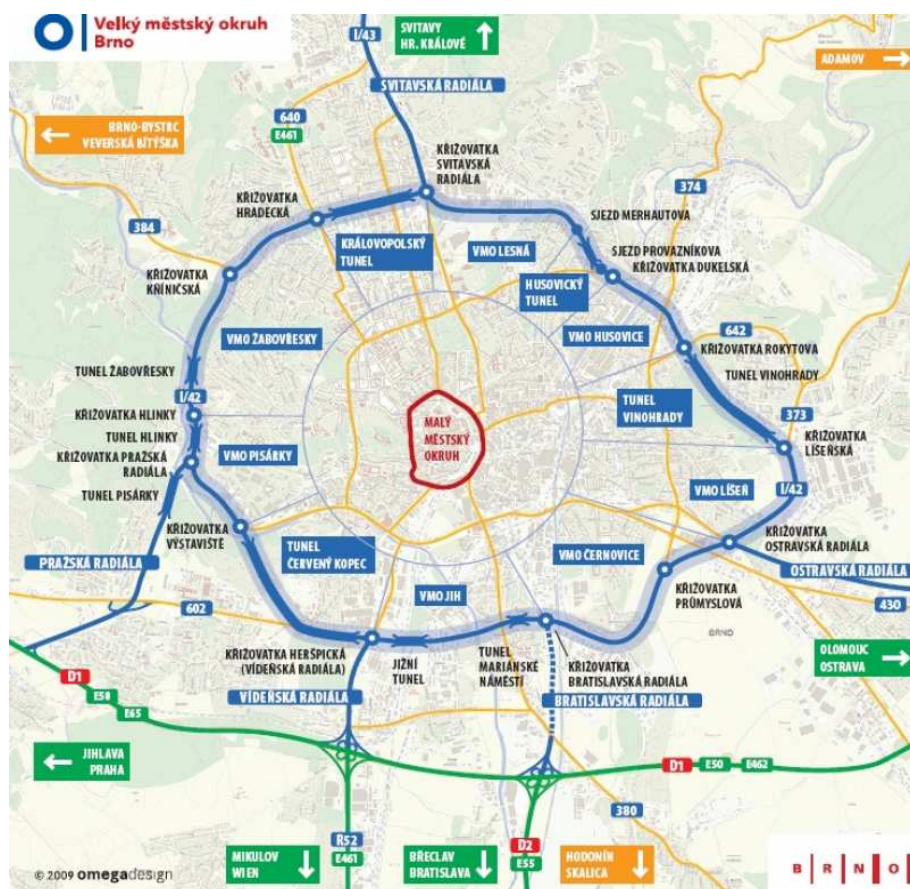 Velký městský okruh
Brno
SVITAVY
HR. KRÁLOVÉ
I/43
ADAMOV
SVITAVSKÁ RADIÁLA
640
E461
BRNO-BYSTRC
VEVERSKÁ BÍTÝŠKA
KŘIŽOVATKA
SVITAVSKÁ
RADIÁLA
374
KŘIŽOVATKA
HRADECKÁ
384
SJEZD MERHAUTOVA
KRÁLOVOPOLSKÝ
TUNEL
VMO LESNÁ
SJEZD PROVAZNÍKOVA
KŘIŽOVATKA DUKELSKÁ
KŘIŽOVATKA
KŇÍNIČSKÁ
HUSOVICKÝ
TUNEL
VMO ŽABOVŘESKY
VMO HUSOVICE
642
KŘIŽOVATKA ROKYTOVA
TUNEL ŽABOVŘESKY
TUNEL VINOHRADY
I/42
TUNEL
VINOHRADY
KŘIŽOVATKA HLINKY
373
MALÝ
MĚSTSKÝ
OKRUH
TUNEL HLINKY
KŘIŽOVATKA
LÍŠEŇSKÁ
KŘIŽOVATKA PRAŽSKÁ
RADIÁLA
VMO PISÁRKY
TUNEL PISÁRKY
VMO LÍŠEŇ
I/42
KŘIŽOVATKA
VÝSTAVIŠTĚ
KŘIŽOVATKA
OSTRAVSKÁ RADIÁLA
TUNEL
ČERVENÝ KOPEC
VMO ČERNOVICE
PRAŽSKÁ RADIÁLA
OSTRAVSKÁ RADIÁLA
KŘIŽOVATKA
PRŮMYSLOVÁ
VMO JIH
602
430
BRNO
KŘIŽOVATKA HERŠPICKÁ
(VÍDEŇSKÁ RADIÁLA)
JIŽNÍ
TUNEL
TUNEL
MARIÁNSKÉ
NÁMĚSTÍ
KŘIŽOVATKA
BRATISLAVSKÁ RADIÁLA
OLOMOUC
OSTRAVA
D1
E50
E65
VÍDEŇSKÁ RADIÁLA
BRATISLAVSKÁ RADIÁLA
JIHLAVA
PRAHA
D1
E50
E462
380
R52
E461
D2
E55
MIKULOV
WIEN
BŘECLAV
BRATISLAVA
HODONÍN
SKALICA
© 2009 omegadesign
B R N O